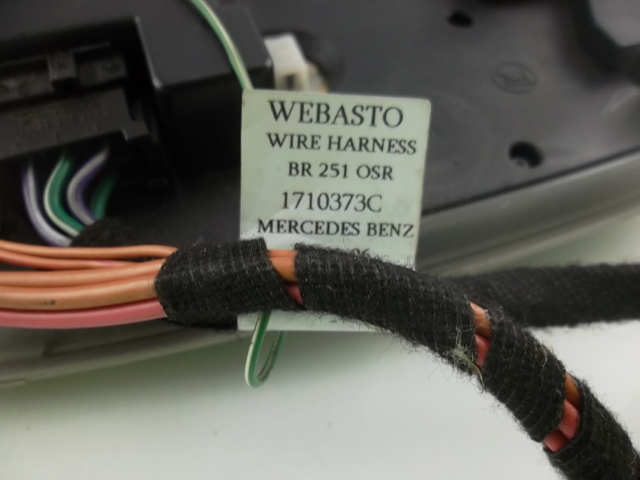 WEBASTO
WIRE HARNESS
BR 251 OSR
1710373C
MERCEDES BENZ